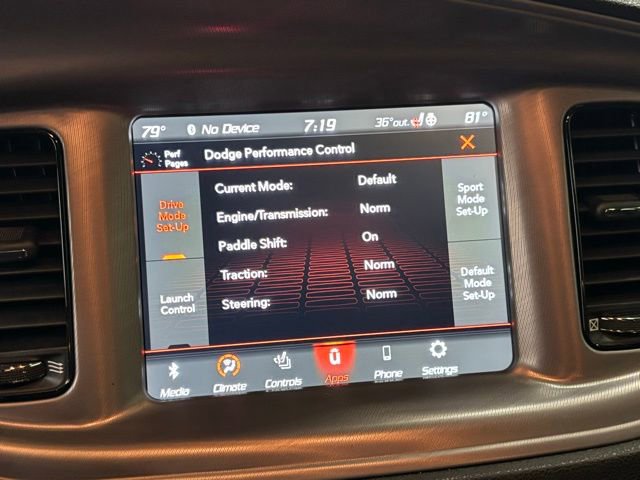 79° No Device 7:19 36°out. 81°
Perf
Pages
Dodge Performance Control
Drive
Mode
Set-Up
Launch
Control
Current Mode: Default
Engine/Transmission: Norm
Paddle Shift: On
Traction: Norm
Steering: Norm
Sport
Mode
Set-Up
Default
Mode
Set-Up
Media Climate Controls Apps Phone Settings